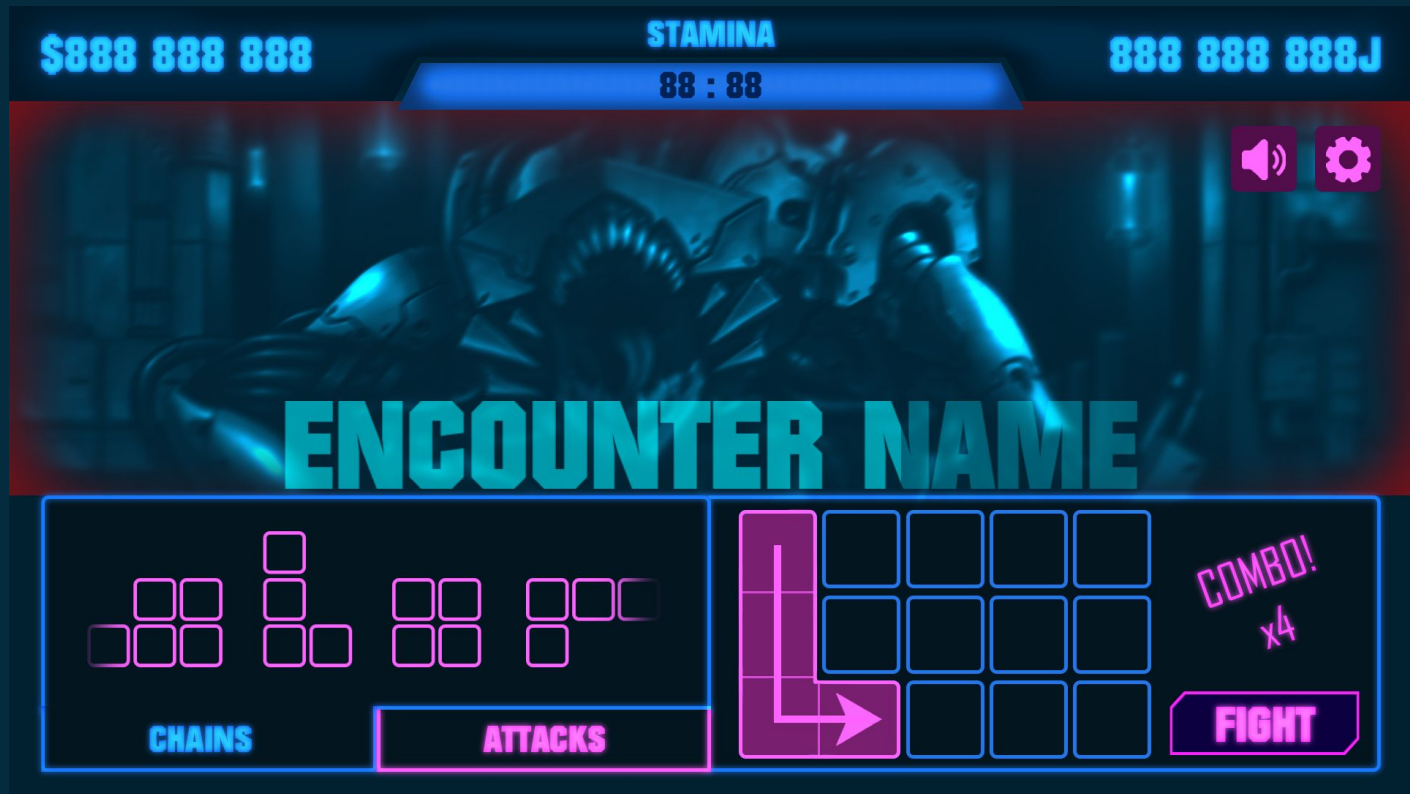 $888 888 888
STAMINA
88 : 88
888 888 888J
ENCOUNTER NAME
COMBO!
x4
CHAINS
ATTACKS
FIGHT